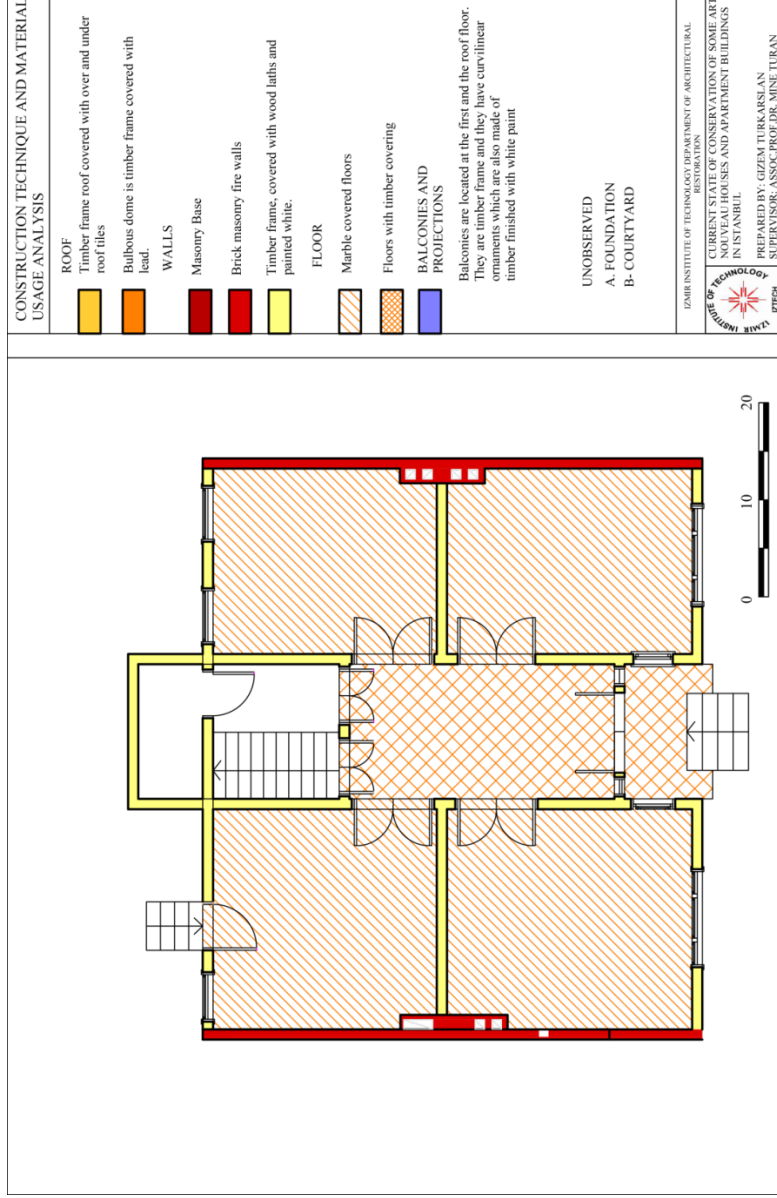 CONSTRUCTION TECHNIQUE AND MATERIAL
USAGE ANALYSIS
ROOF
Timber frame roof covered with over and under
roof tiles
Bulbous dome is timber frame covered with
lead.
WALLS
Masonry Base
Brick masonry fire walls
Timber frame, covered with wood laths and
painted white.
FLOOR
Marble covered floors
Floors with timber covering
BALCONIES AND
PROJECTIONS
Balconies are located at the first and the roof floor.
They are timber frame and they have curvilinear
ornaments which are also made of
timber finished with white paint
UNOBSERVED
A. FOUNDATION
B- COURTYARD
IZMIR INSTITUTE OF TECHNOLOGY DEPARTMENT OF ARCHITECTURAL
RESTORATION
IZMIR INSTITUTE OF TECHNOLOGY
IZTECH
CURRENT STATE OF CONSERVATION OF SOME ART
NOUVEAU HOUSES AND APARTMENT BUILDINGS
IN ISTANBUL
PREPARED BY: GIZEM TURKARSLAN
SUPERVISOR: ASSOC.PROF.DR. MINE TURAN
0 10 20